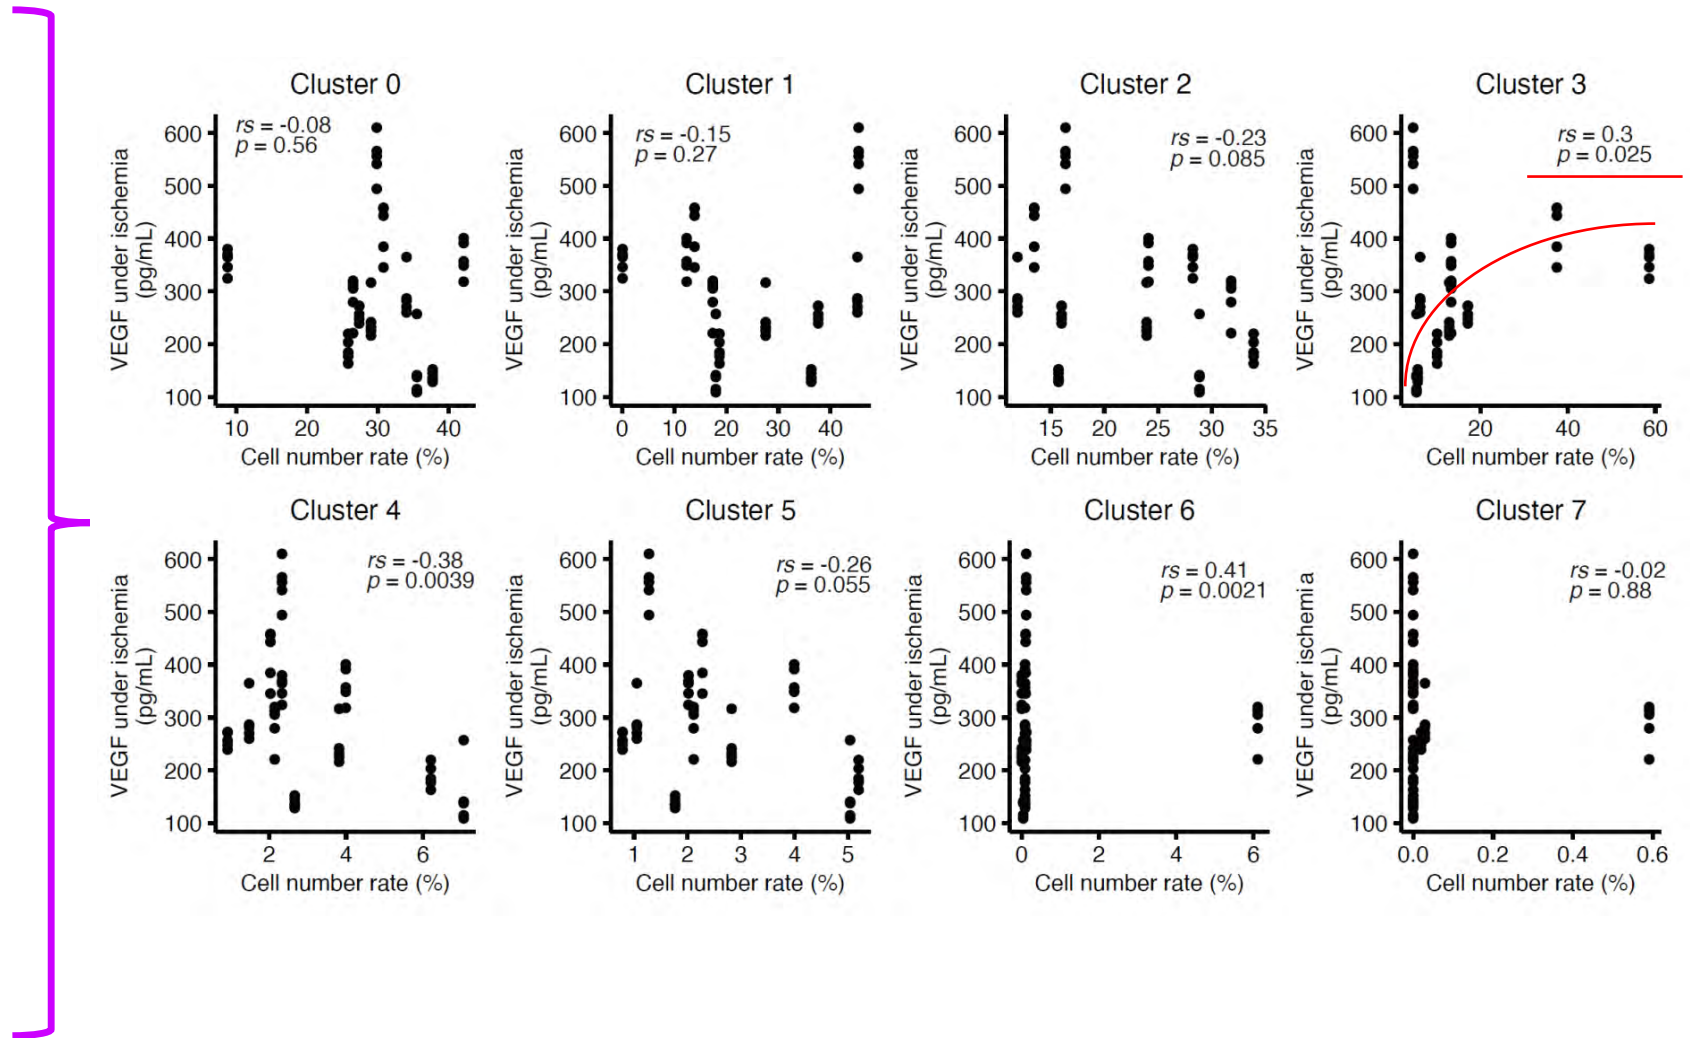 Cluster 0
rs = -0.08
p = 0.56
VEGF under ischemia
(pg/mL)
600
500
400
300
200
100
10
20
30
40
Cell number rate (%)
Cluster 1
rs = -0.15
p = 0.27
VEGF under ischemia
(pg/mL)
600
500
400
300
200
100
0
10
20
30
40
Cell number rate (%)
Cluster 2
rs = -0.23
p = 0.085
VEGF under ischemia
(pg/mL)
600
500
400
300
200
100
15
20
25
30
35
Cell number rate (%)
Cluster 3
rs = 0.3
p = 0.025
VEGF under ischemia
(pg/mL)
600
500
400
300
200
100
20
40
60
Cell number rate (%)
Cluster 4
rs = -0.38
p = 0.0039
VEGF under ischemia
(pg/mL)
600
500
400
300
200
100
2
4
6
Cell number rate (%)
Cluster 5
rs = -0.26
p = 0.055
VEGF under ischemia
(pg/mL)
600
500
400
300
200
100
1
2
3
4
5
Cell number rate (%)
Cluster 6
rs = 0.41
p = 0.0021
VEGF under ischemia
(pg/mL)
600
500
400
300
200
100
0
2
4
6
Cell number rate (%)
Cluster 7
rs = -0.02
p = 0.88
VEGF under ischemia
(pg/mL)
600
500
400
300
200
100
0.0
0.2
0.4
0.6
Cell number rate (%)